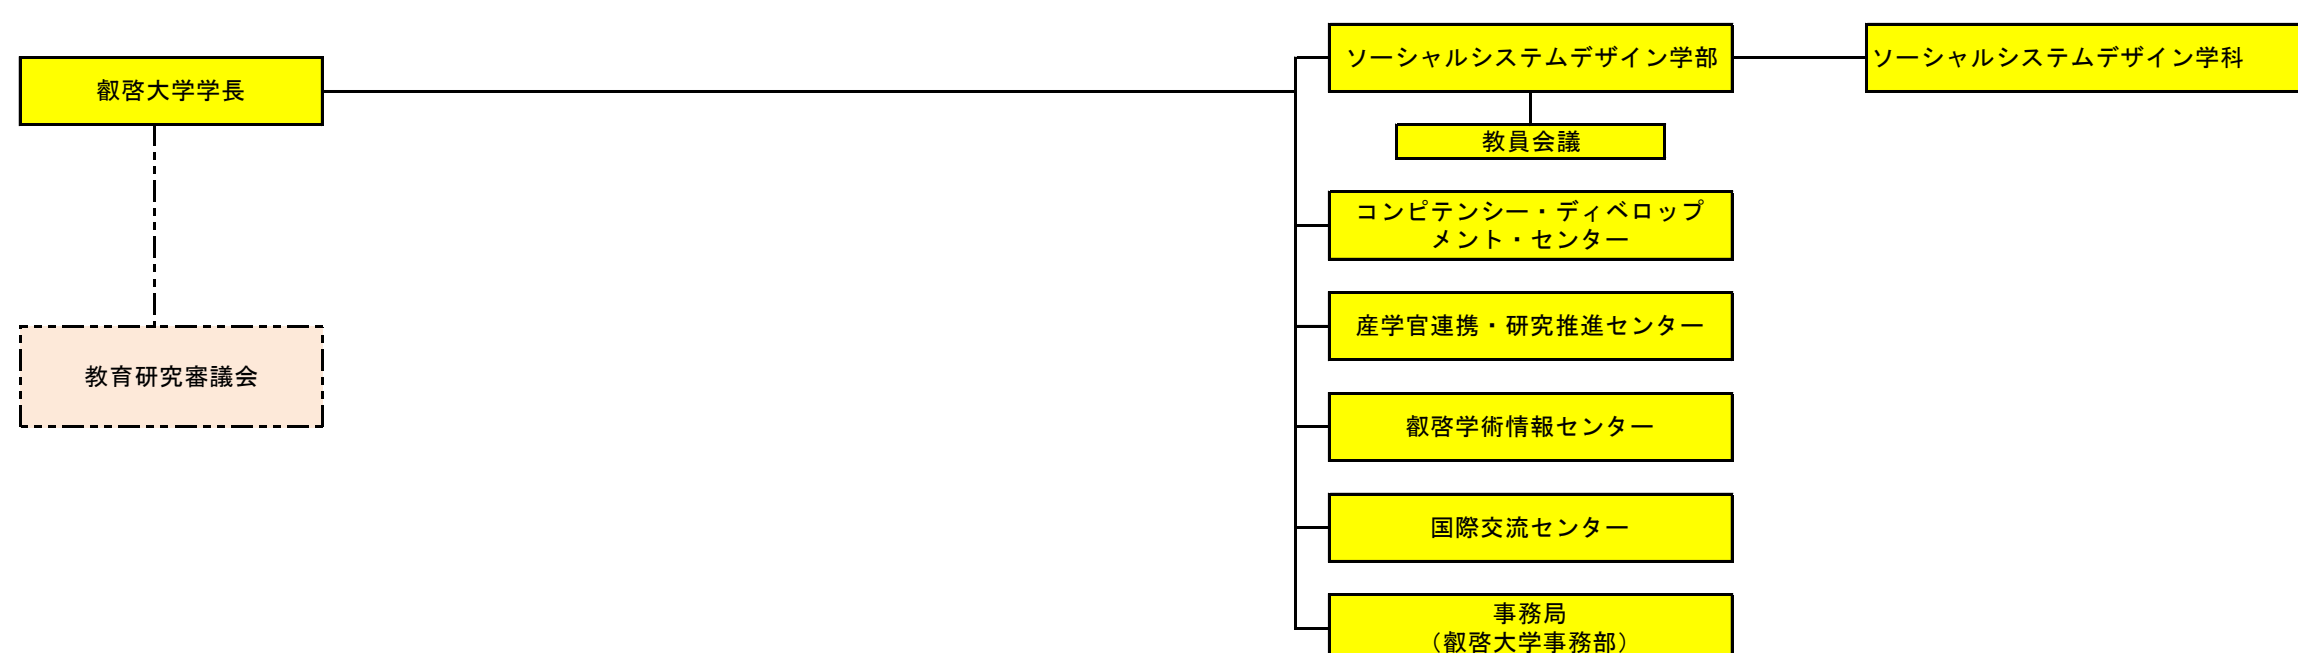 ソーシャルシステムデザイン学部
ソーシャルシステムデザイン学科
叡啓大学学長
教員会議
コンピテンシー・ディベロップ
メント・センター
産学官連携・研究推進センター
教育研究審議会
叡啓学術情報センター
国際交流センター
事務局
（叡啓大学事務部）